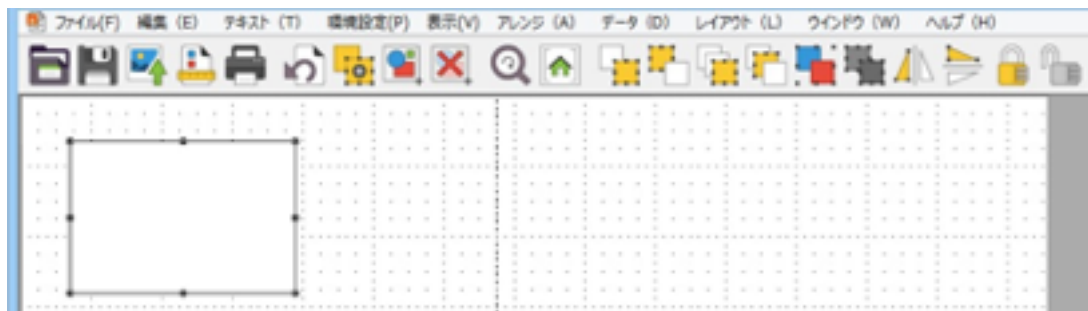 ファイル(F) 編集 (E) テキスト (T) 環境設定(P) 表示(V) アレンジ (A) データ (D) レイアウト (L) ウインドウ (W) ヘルプ (H)